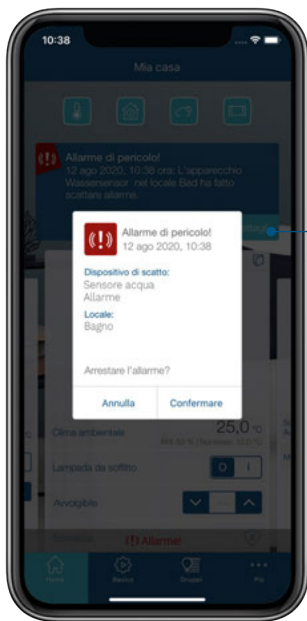 10:38
Mia casa
Allarme di pericolo!
12 ago 2020, 10:38 ora: L'apparecchio
Wassersensor nel locale Bad ha fatto
scattare allarme.
Allarme di pericolo!
12 ago 2020, 10:38
Dispositivo di scatto:
Sensore acqua
Allarme
Locale:
Bagno
Arrestare l'allarme?
Annulla
Confermare
Clima ambientale
25,0 °C
Lampada da soffitto
O I
Avvolgibile
Allarme
Home
Gruppi
Più